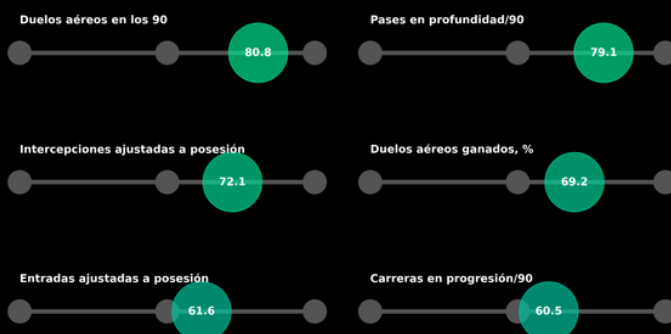 Duelos aéreos en los 90
80.8
Pases en profundidad/90
79.1
Intercepciones ajustadas a posesión
72.1
Duelos aéreos ganados, %
69.2
Entradas ajustadas a posesión
61.6
Carreras en progresión/90
60.5